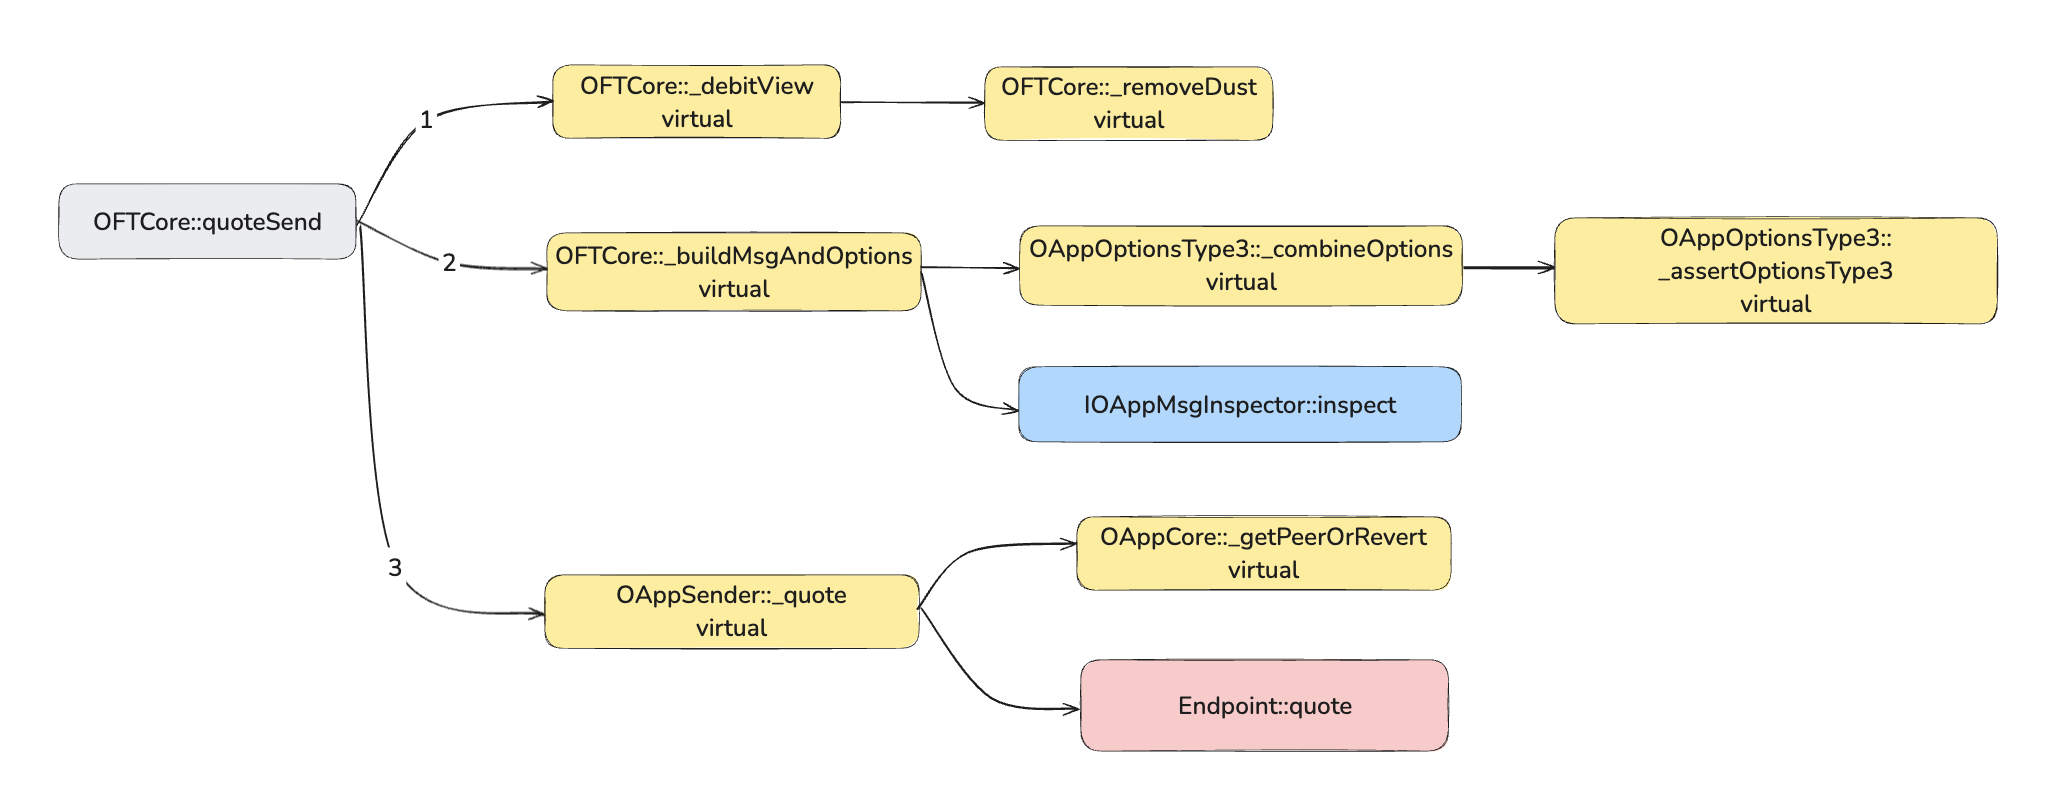 OFTCore::quoteSend
1
OFTCore::_debitView
virtual
OFTCore::_removeDust
virtual
2
OFTCore::_buildMsgAndOptions
virtual
OAppOptionsType3::_combineOptions
virtual
OAppOptionsType3::
_assertOptionsType3
virtual
IOAppMsgInspector::inspect
3
OAppSender::_quote
virtual
OAppCore::_getPeerOrRevert
virtual
Endpoint::quote